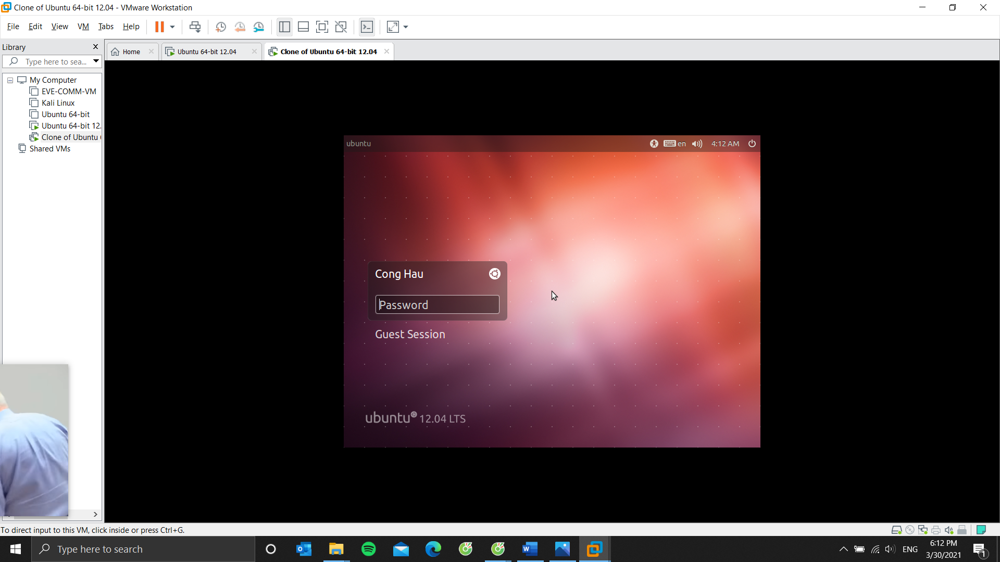 Clone of Ubuntu 64-bit 12.04 - VMware Workstation
File Edit View VM Tabs Help
Library
Home
Ubuntu 64-bit 12.04
Clone of Ubuntu 64-bit 12.04
Type here to sea...
My Computer
EVE-COMM-VM
Kali Linux
Ubuntu 64-bit
Ubuntu 64-bit 12.
Clone of Ubuntu
Shared VMs
ubuntu
en
4:12 AM
Cong Hau
Password
Guest Session
ubuntu 12.04 LTS
To direct input to this VM, click inside or press Ctrl+G.
Type here to search
ENG
6:12 PM
3/30/2021
1